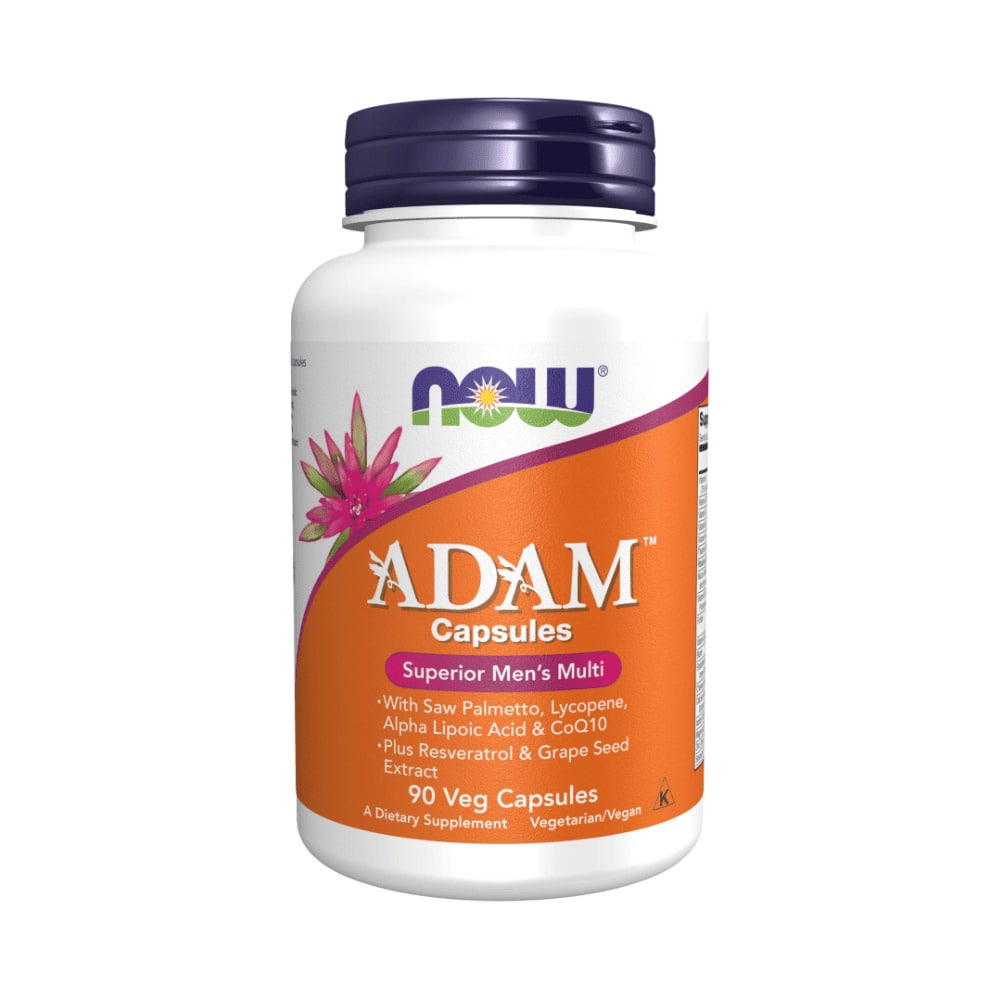 NOW®
ADAM™
Capsules
Superior Men's Multi
•With Saw Palmetto, Lycopene,
Alpha Lipoic Acid & CoQ10
•Plus Resveratrol & Grape Seed
Extract
90 Veg Capsules
A Dietary Supplement Vegetarian/Vegan
K